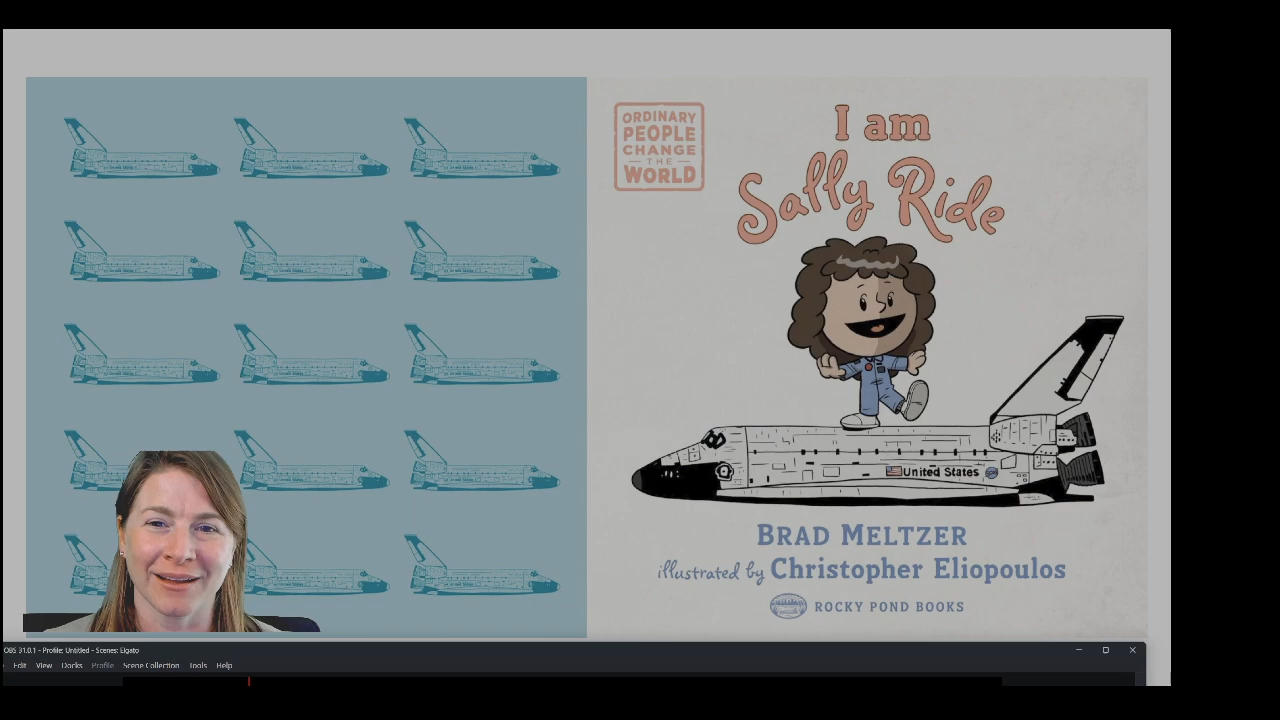 ORDINARY
PEOPLE
CHANGE
THE
WORLD
I am
Sally Ride
United States
BRAD MELTZER
illustrated by Christopher Eliopoulos
ROCKY POND BOOKS
OBS 31.0.1 - Profile: Untitled - Scenes: Elgato
Edit View Docks Profile Scene Collection Tools Help